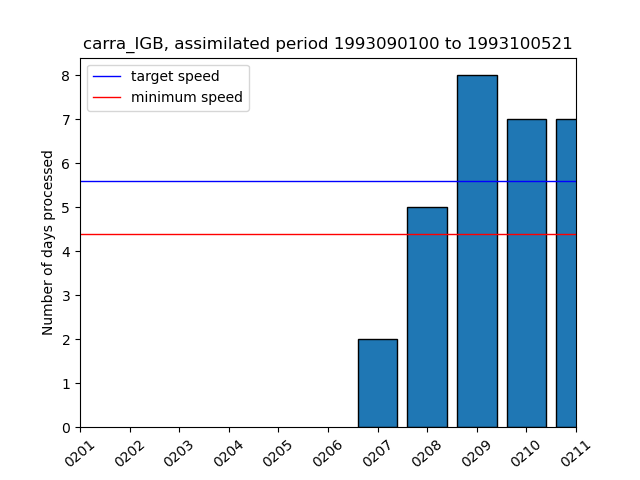 carra_IGB, assimilated period 1993090100 to 1993100521
target speed
minimum speed
Number of days processed
8
7
6
5
4
3
2
1
0
0201 0202 0203 0204 0205 0206 0207 0208 0209 0210 0211